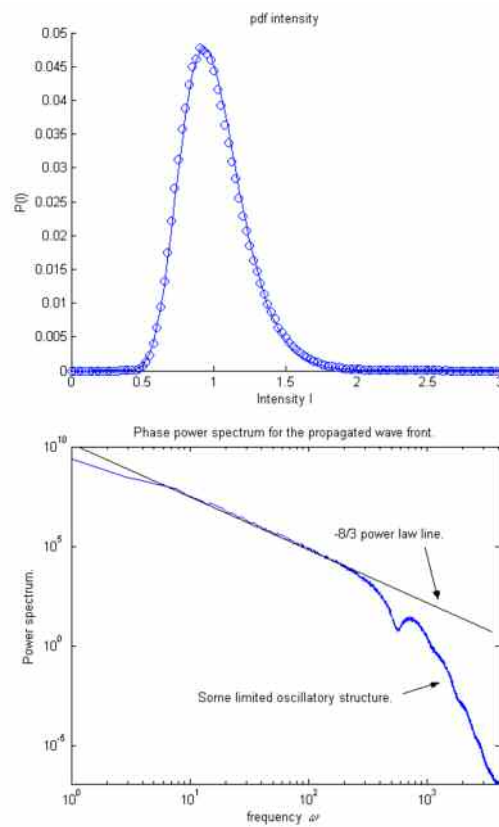 pdf intensity
0.05
0.045
0.04
0.035
0.03
0.025
0.02
0.015
0.01
0.005
0
P(I)
0 0.5 1 1.5 2 2.5 3
Intensity I
Phase power spectrum for the propagated wave front.
10^10
10^5
10^0
10^-5
Power spectrum.
-8/3 power law line.
Some limited oscillatory structure.
10^0 10^1 10^2 10^3
frequency ω